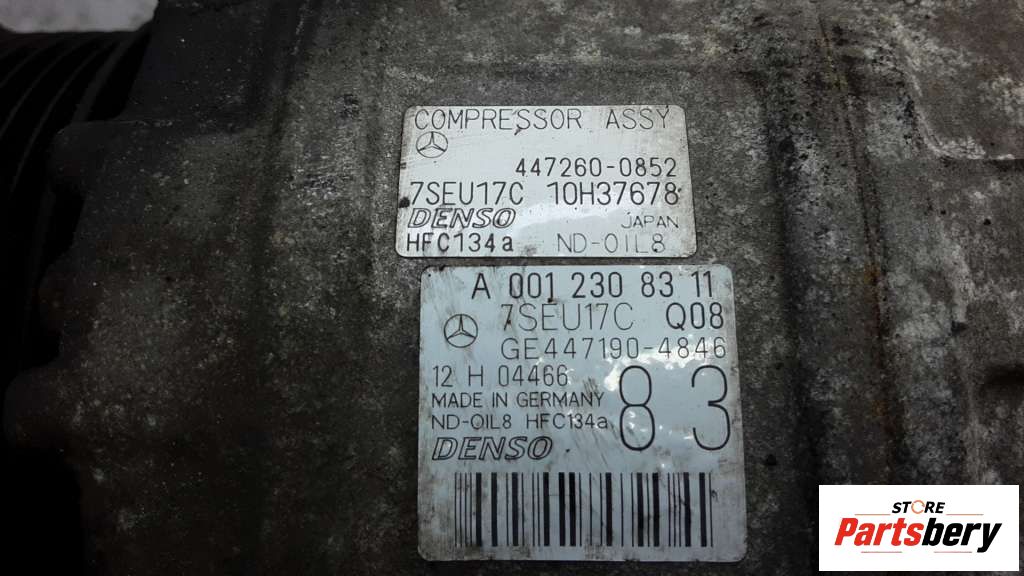 COMPRESSOR ASSY
447260-0852
7SEU17C 10H37678
DENSO JAPAN
HFC134a ND-OIL8
A 001 230 83 11
7SEU17C Q08
GE447190-4846
12 H 04466
83
MADE IN GERMANY
ND-OIL8 HFC134a
DENSO
STORE
Partsbery